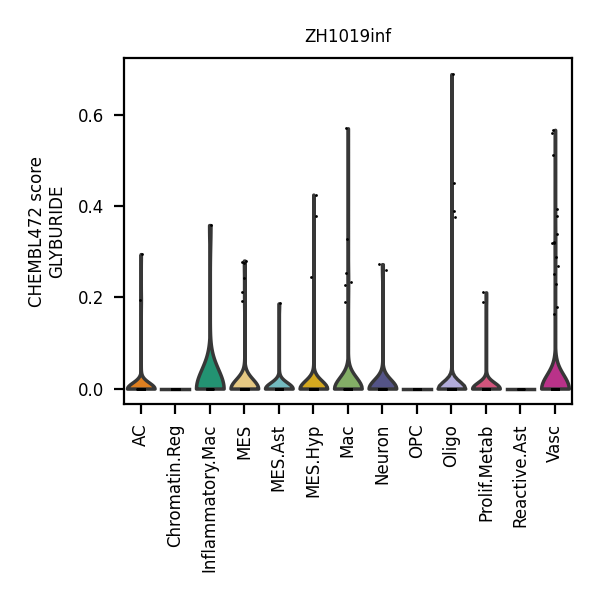 ZH1019inf
CHEMBL472 score
GLYBURIDE
0.6
0.4
0.2
0.0
AC
Chromatin.Reg
Inflammatory.Mac
MES
MES.Ast
MES.Hyp
Mac
Neuron
OPC
Oligo
Prolif.Metab
Reactive.Ast
Vasc